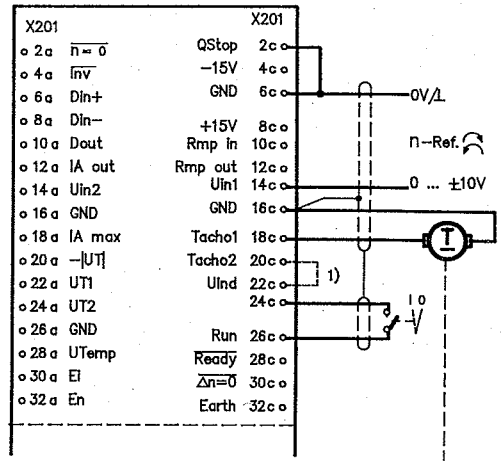 X201 X201
2a n=0 QStop 2c
4a Inv -15V 4c
6a Din+ GND 6c 0V/⊥
8a Din- +15V 8c
10a Dout Rmp in 10c n-Ref.
12a IA out Rmp out 12c
14a Uin2 Uin1 14c 0 ... ±10V
16a GND GND 16c
18a IA max Tacho1 18c T
20a -|UT| Tacho2 20c
22a UT1 UInd 22c 1)
24a UT2 24c I 0
26a GND Run 26c
28a UTemp Ready 28c
30a EI Δn=0 30c
32a En Earth 32c